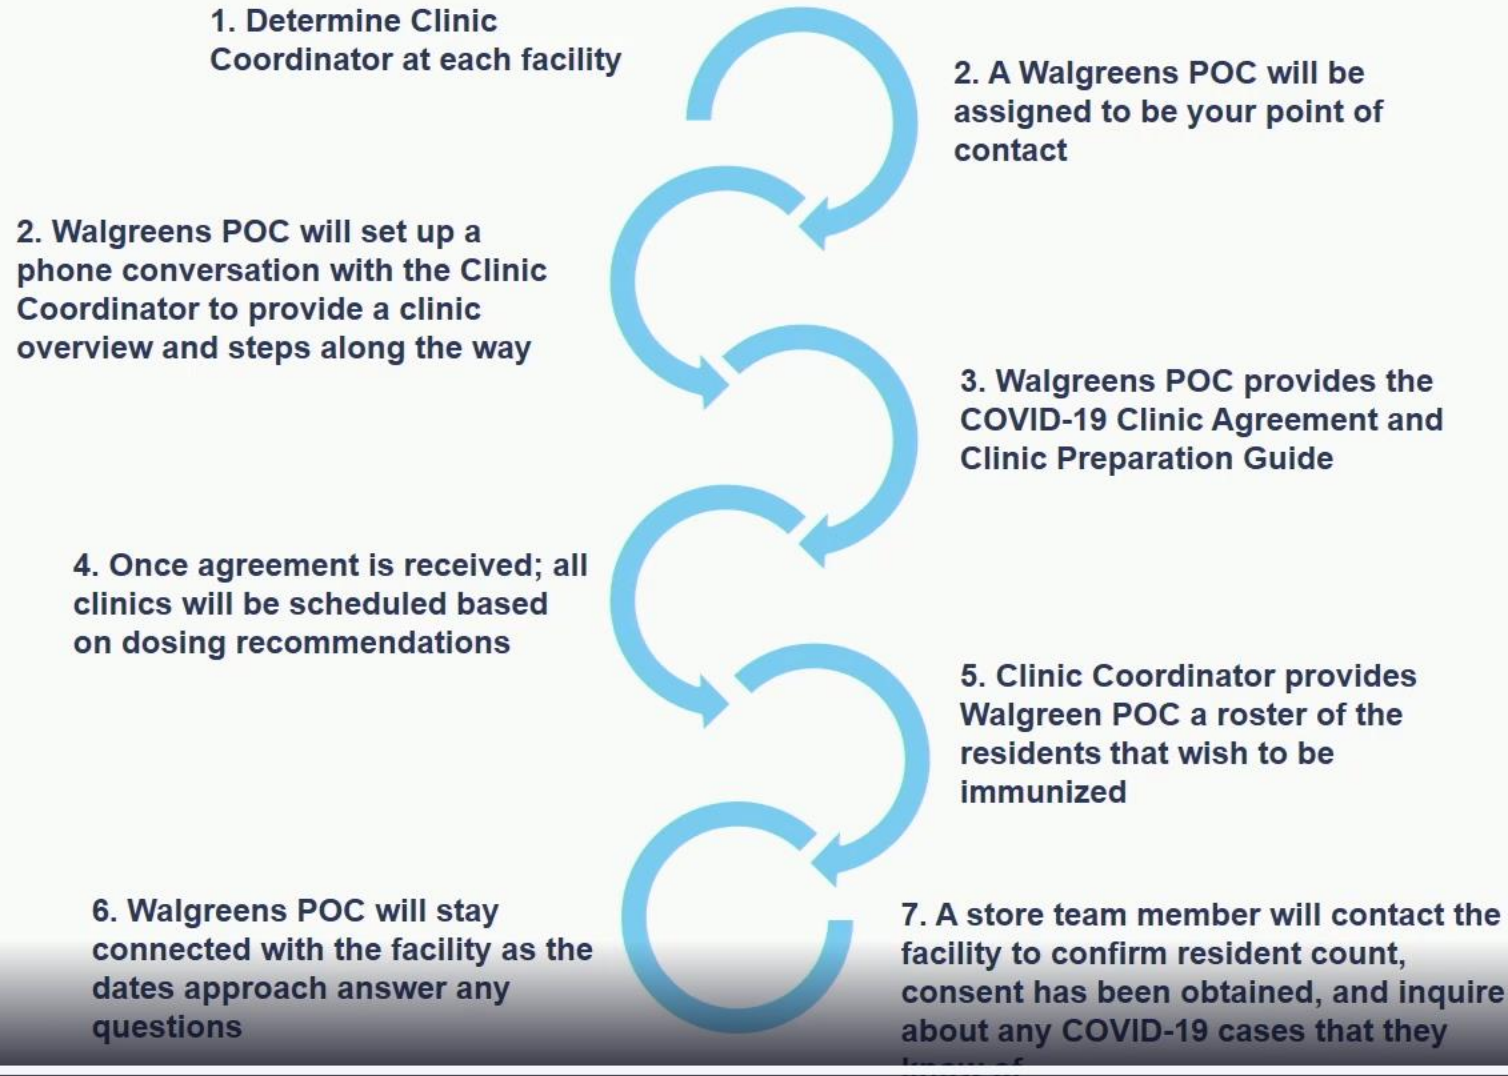 1. Determine Clinic
Coordinator at each facility
2. A Walgreens POC will be
assigned to be your point of
contact
2. Walgreens POC will set up a
phone conversation with the Clinic
Coordinator to provide a clinic
overview and steps along the way
3. Walgreens POC provides the
COVID-19 Clinic Agreement and
Clinic Preparation Guide
4. Once agreement is received; all
clinics will be scheduled based
on dosing recommendations
5. Clinic Coordinator provides
Walgreen POC a roster of the
residents that wish to be
immunized
6. Walgreens POC will stay
connected with the facility as the
dates approach answer any
questions
7. A store team member will contact the
facility to confirm resident count,
consent has been obtained, and inquire
about any COVID-19 cases that they